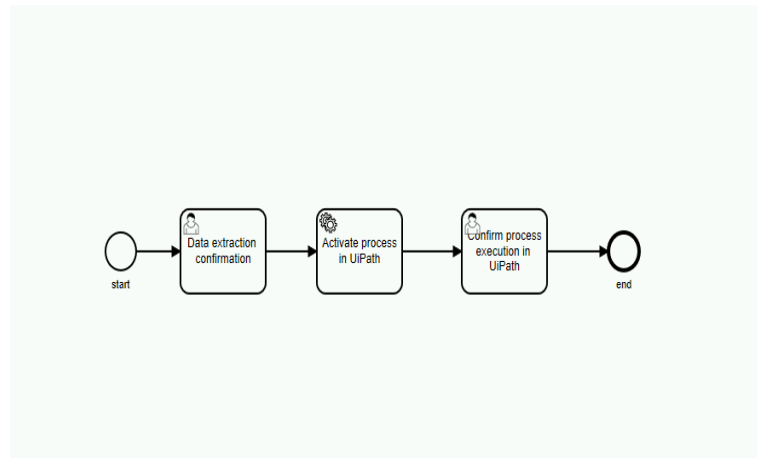 Data extraction
confirmation
Activate process
in UiPath
Confirm process
execution in
UiPath
start
end